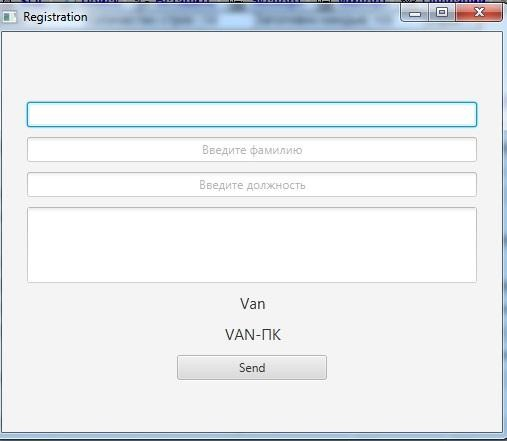 Registration
Введите фамилию
Введите должность
Van
VAN-ПК
Send